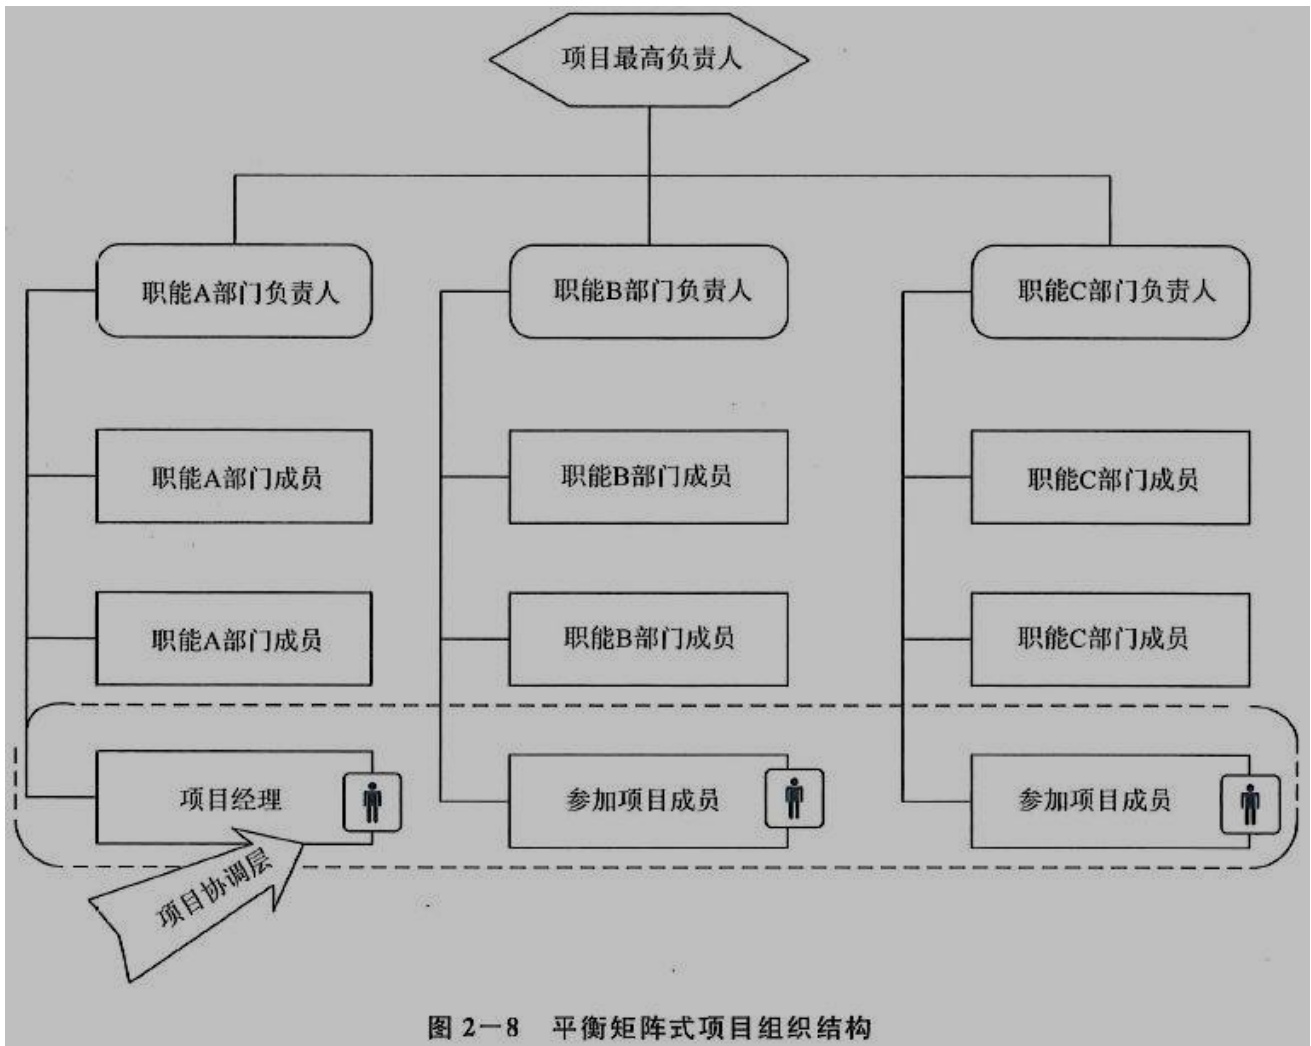 项目最高负责人
职能A部门负责人
职能B部门负责人
职能C部门负责人
职能A部门成员
职能B部门成员
职能C部门成员
职能A部门成员
职能B部门成员
职能C部门成员
项目经理
参加项目成员
参加项目成员
项目协调层
图 2－8 平衡矩阵式项目组织结构